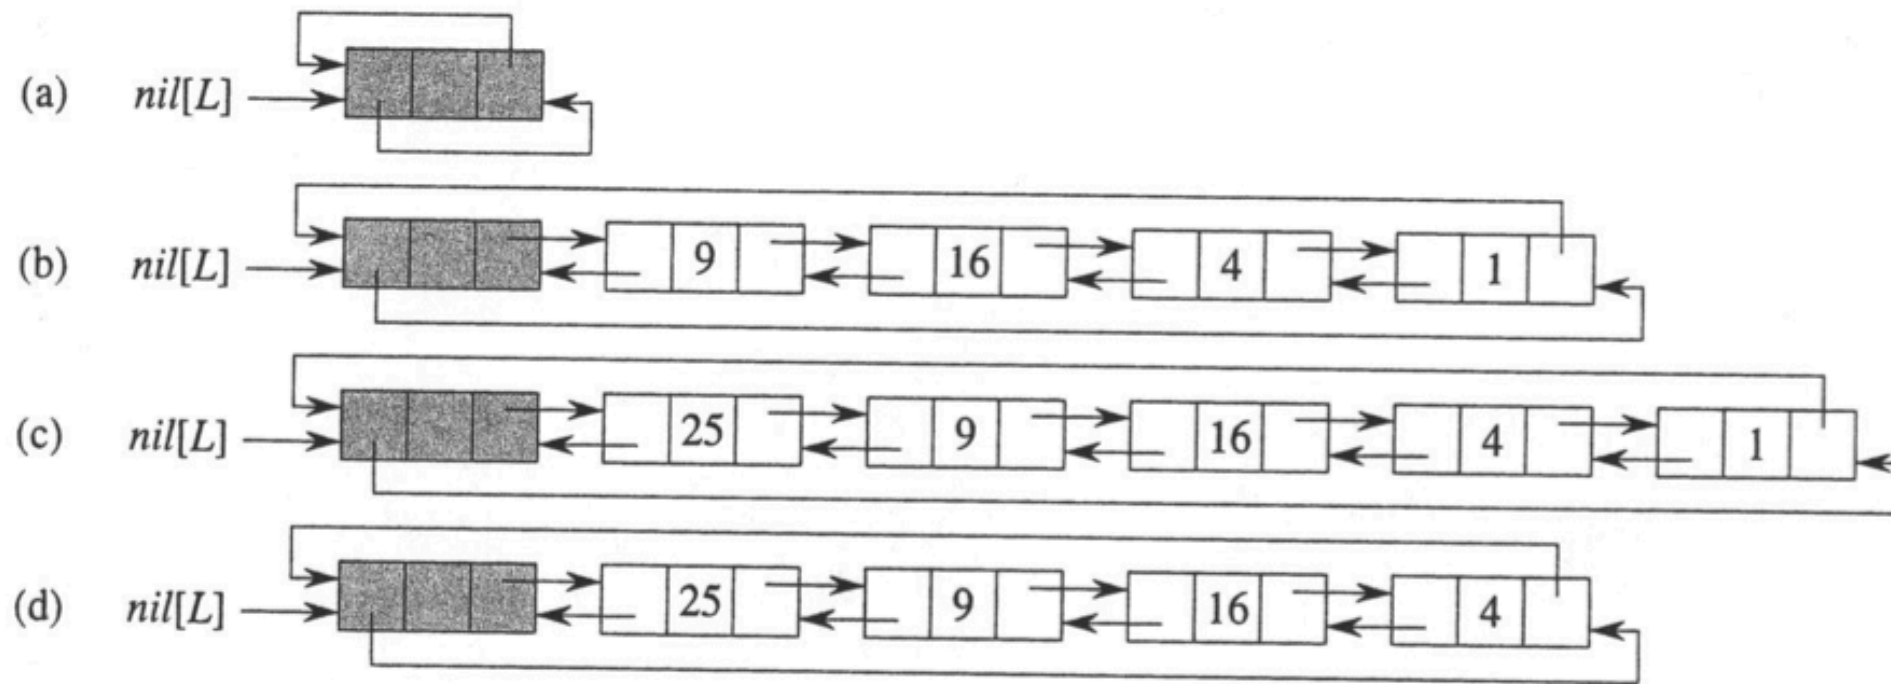 (a) nil[L]
(b) nil[L] 9 16 4 1
(c) nil[L] 25 9 16 4 1
(d) nil[L] 25 9 16 4